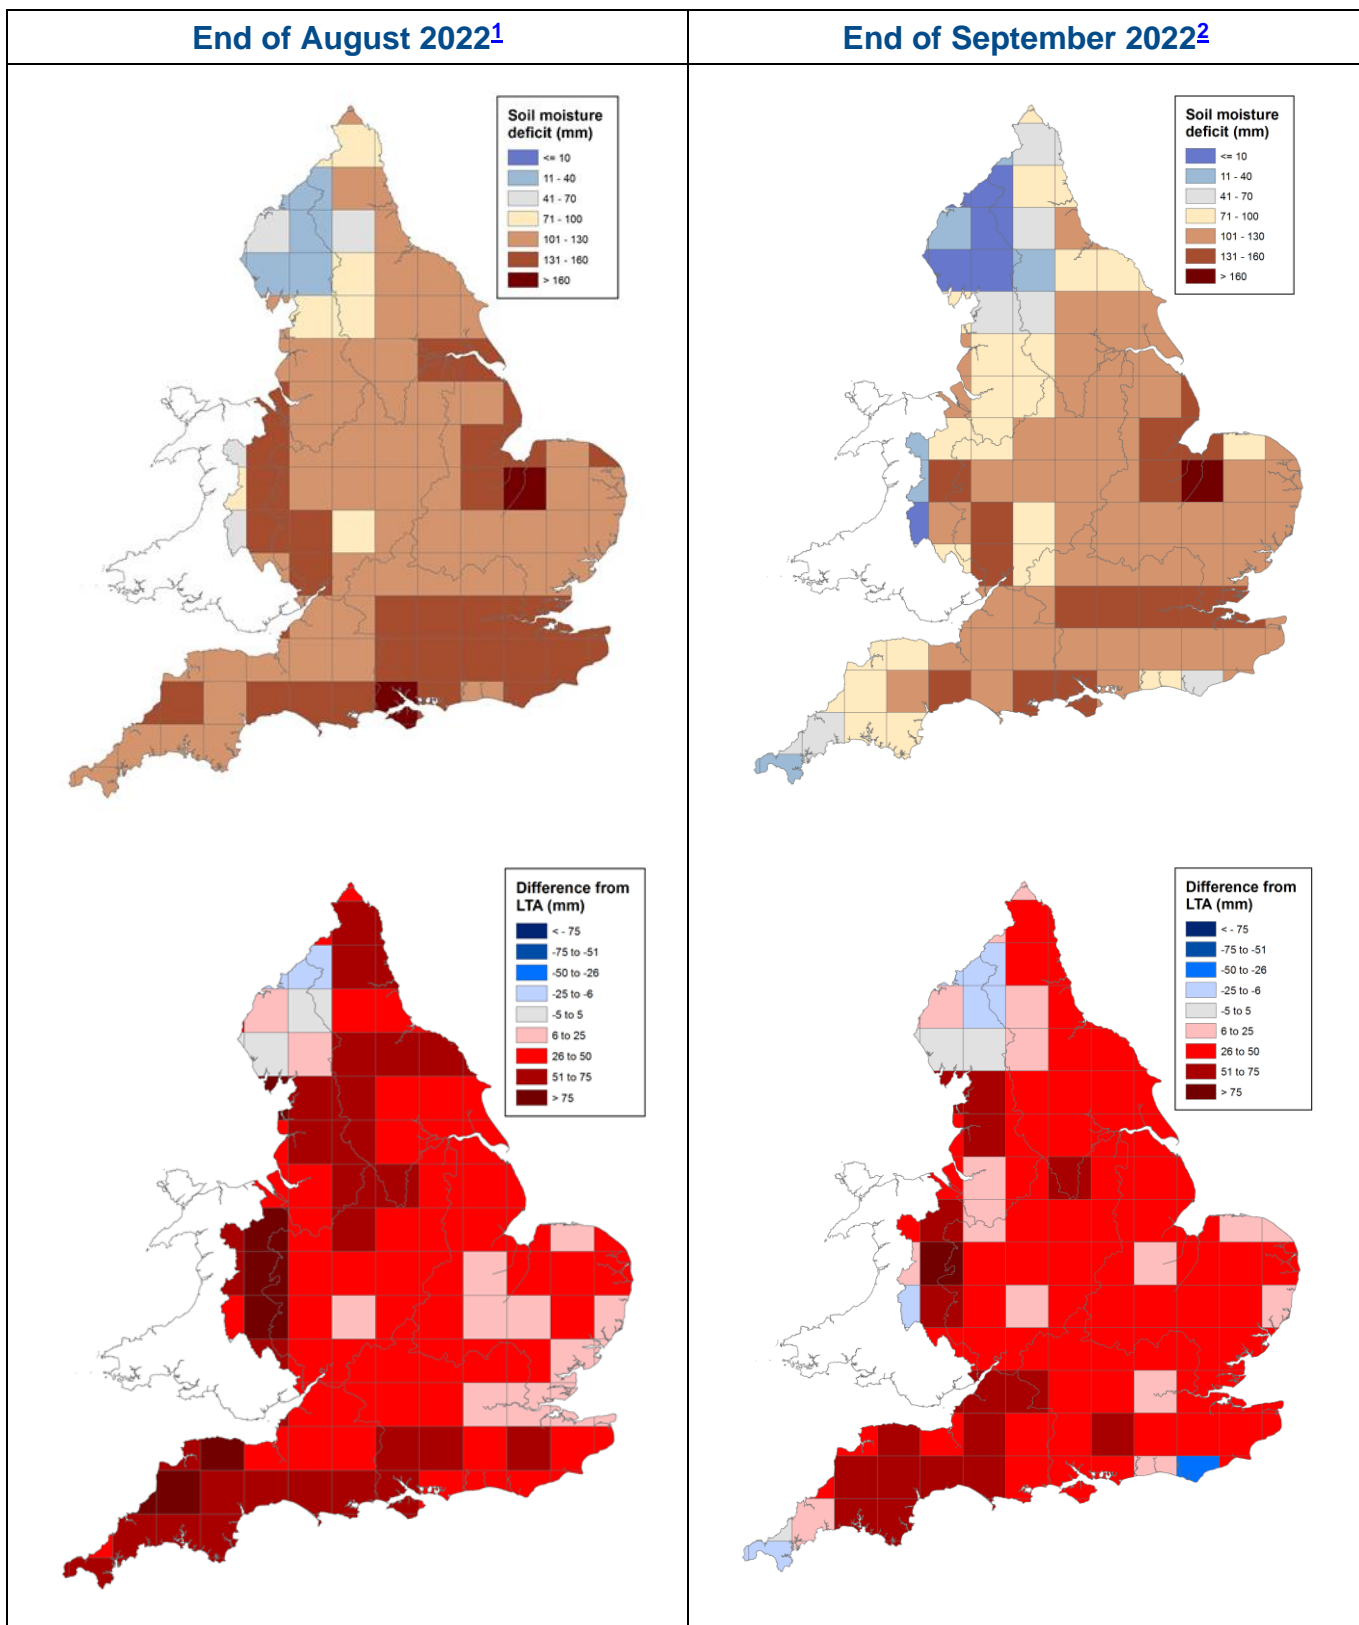 End of August 20221
End of September 20222
Soil moisture
deficit (mm)
<= 10
11 - 40
41 - 70
71 - 100
101 - 130
131 - 160
> 160
Soil moisture
deficit (mm)
<= 10
11 - 40
41 - 70
71 - 100
101 - 130
131 - 160
> 160
Difference from
LTA (mm)
< - 75
-75 to -51
-50 to -26
-25 to -6
-5 to 5
6 to 25
26 to 50
51 to 75
> 75
Difference from
LTA (mm)
< - 75
-75 to -51
-50 to -26
-25 to -6
-5 to 5
6 to 25
26 to 50
51 to 75
> 75